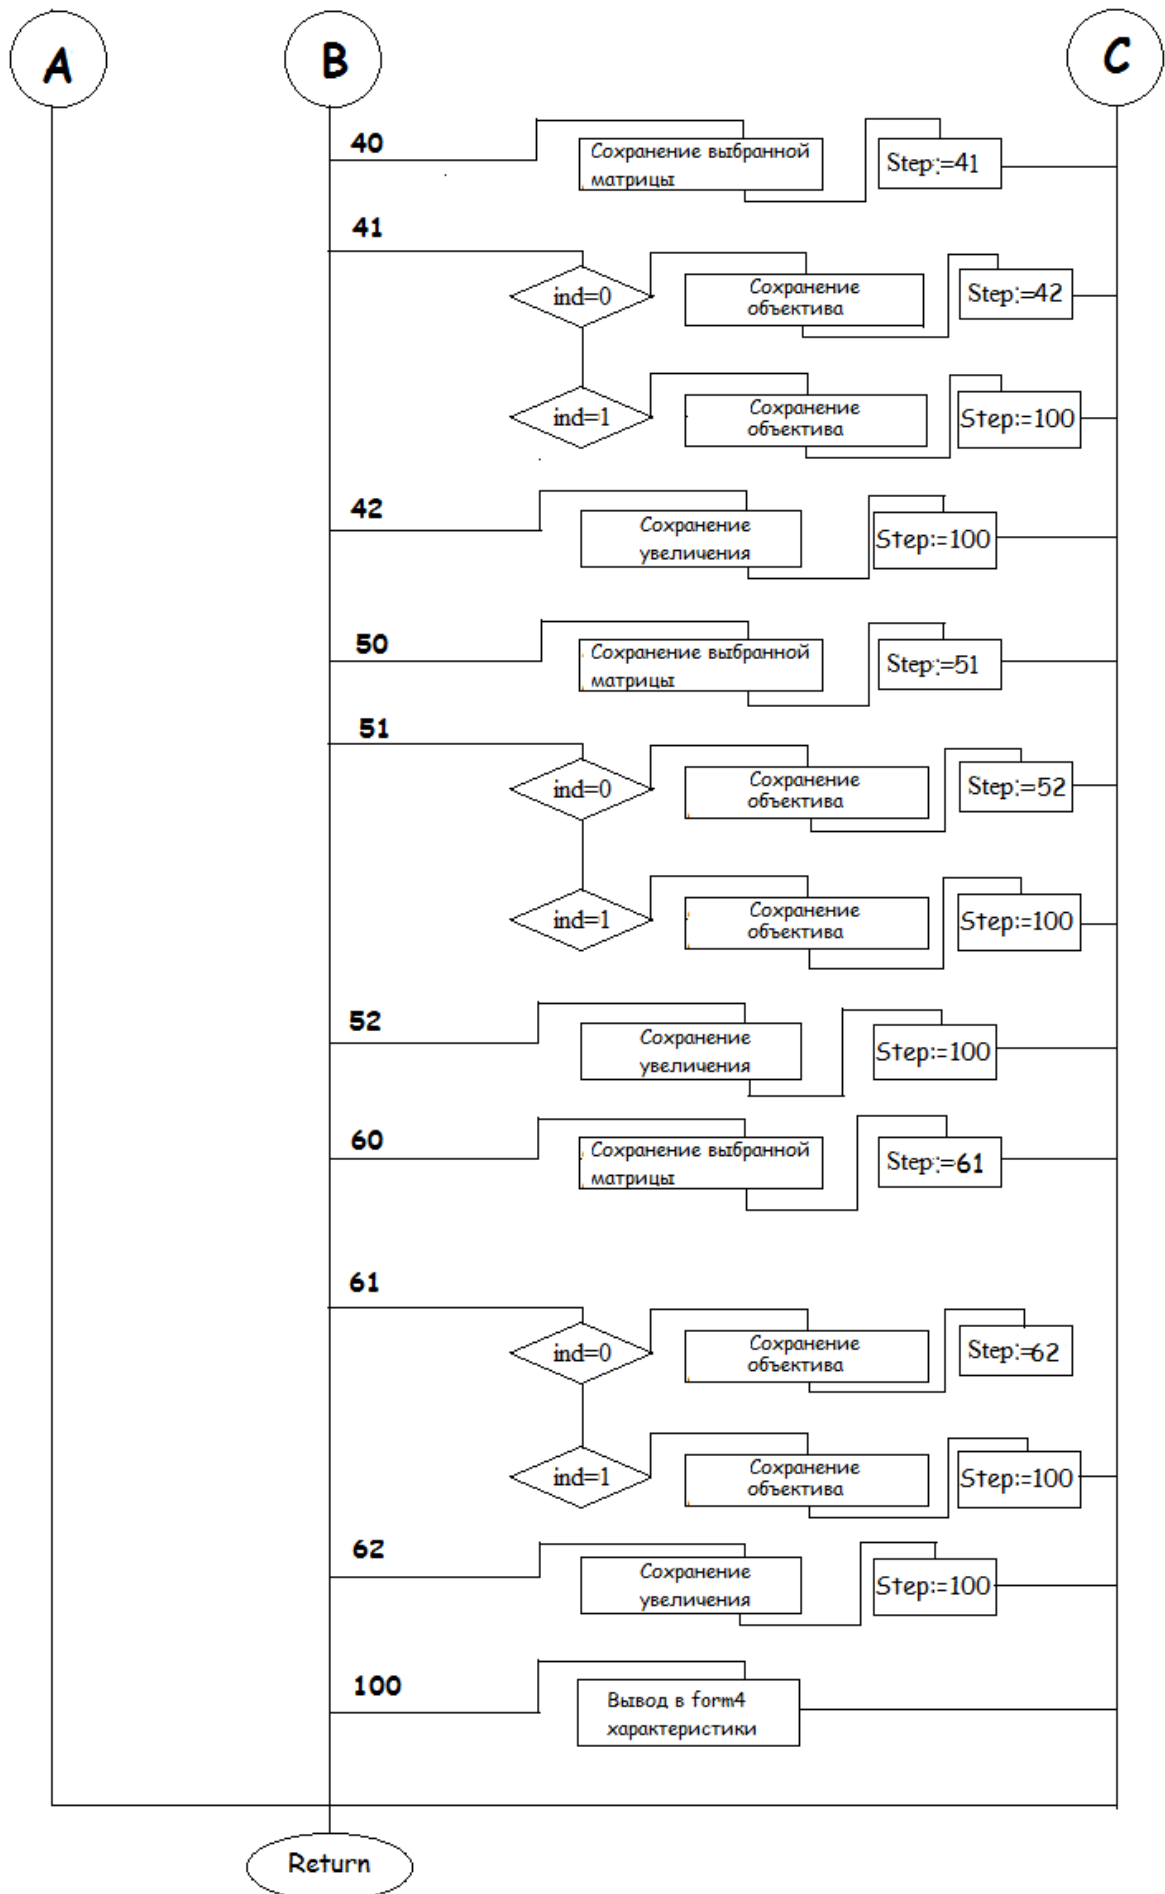 A
B
C
40
Сохранение выбранной
матрицы
Step:=41
41
ind=0
Сохранение
объектива
Step:=42
ind=1
Сохранение
объектива
Step:=100
42
Сохранение
увеличения
Step:=100
50
Сохранение выбранной
матрицы
Step:=51
51
ind=0
Сохранение
объектива
Step:=52
ind=1
Сохранение
объектива
Step:=100
52
Сохранение
увеличения
Step:=100
60
Сохранение выбранной
матрицы
Step:=61
61
ind=0
Сохранение
объектива
Step:=62
ind=1
Сохранение
объектива
Step:=100
62
Сохранение
увеличения
Step:=100
100
Вывод в form4
характеристики
Return